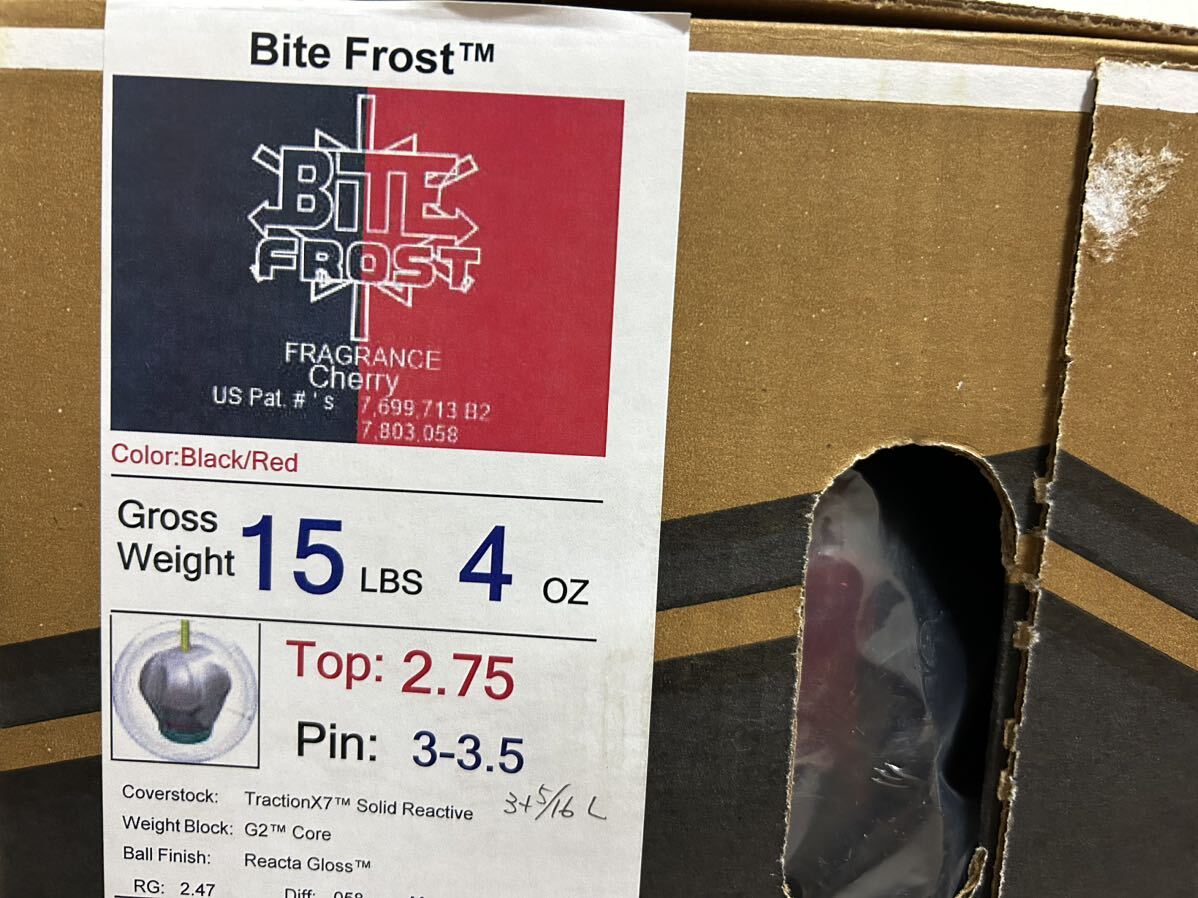 Bite Frost™
BiTE
FROST
FRAGRANCE
Cherry
US Pat. # ' s 7,699,713 B2
7,803,058
Color:Black/Red
Gross
Weight 15 LBS 4 OZ
Top: 2.75
Pin: 3-3.5
Coverstock: TractionX7™ Solid Reactive 3+5/16 L
Weight Block: G2™ Core
Ball Finish: Reacta Gloss™
RG: 2.47 Diff: .058